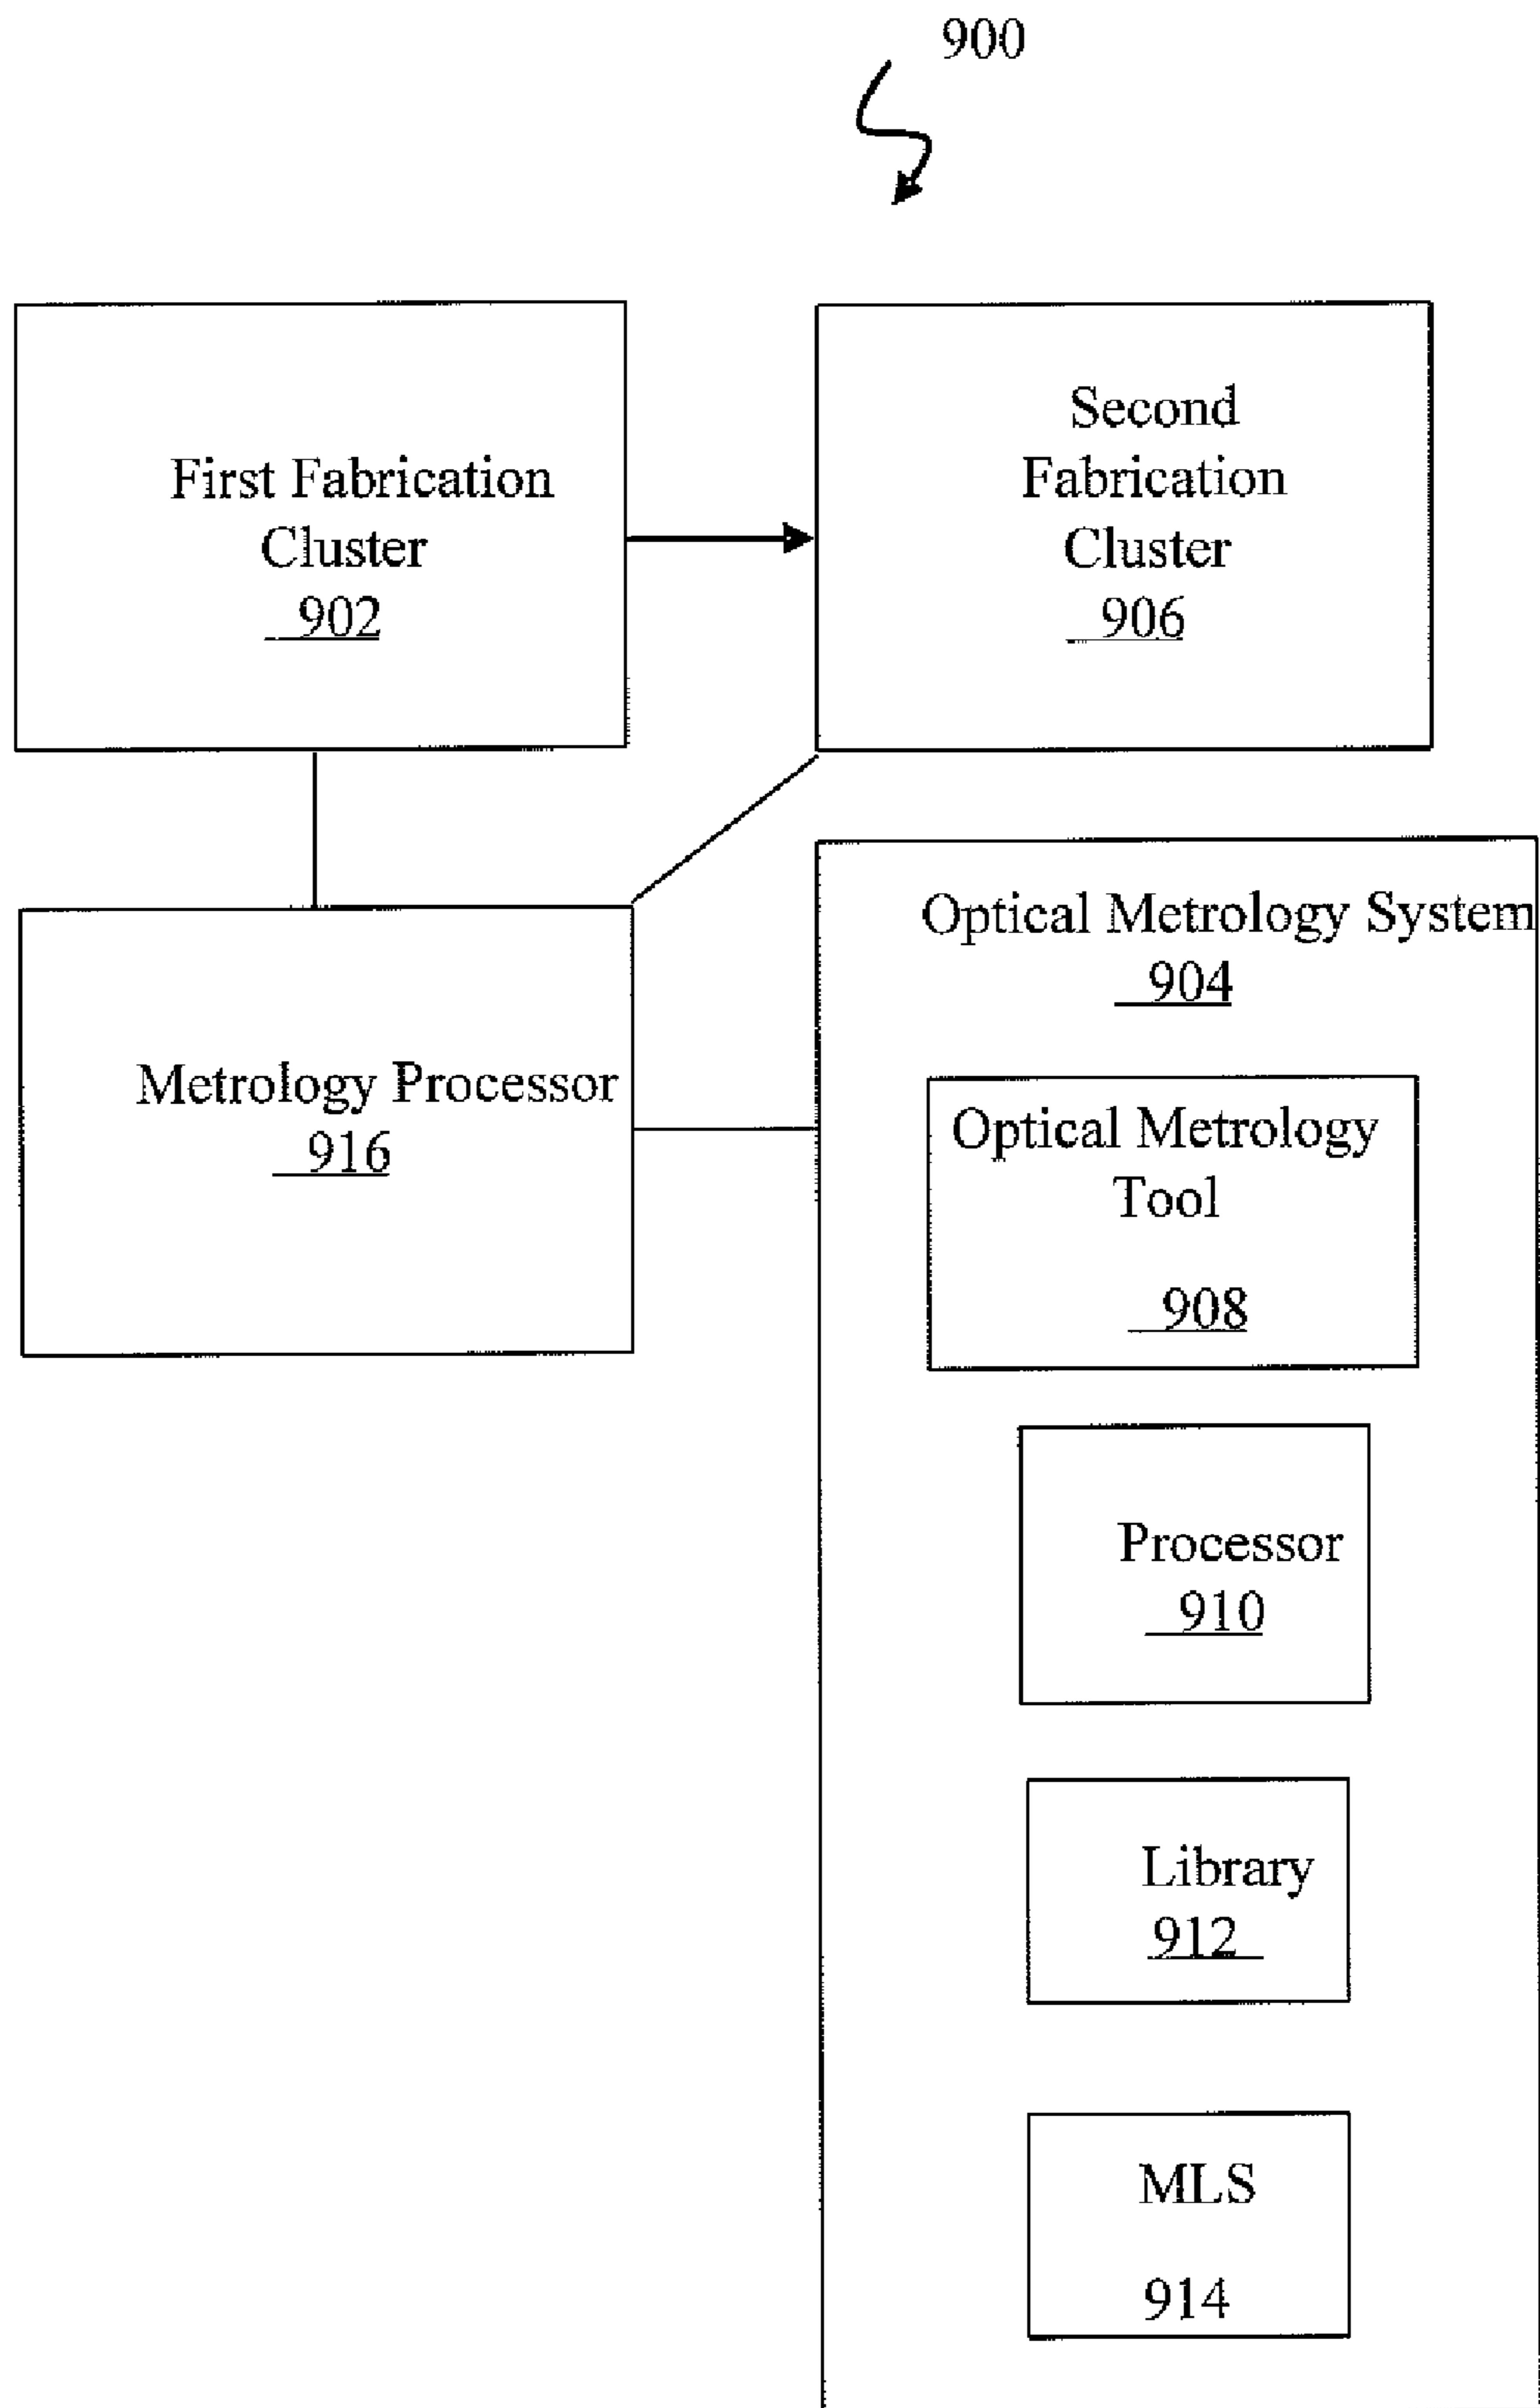 900
First Fabrication
Cluster
902
Second
Fabrication
Cluster
906
Metrology Processor
916
Optical Metrology System
904
Optical Metrology
Tool
908
Processor
910
Library
912
MLS
914